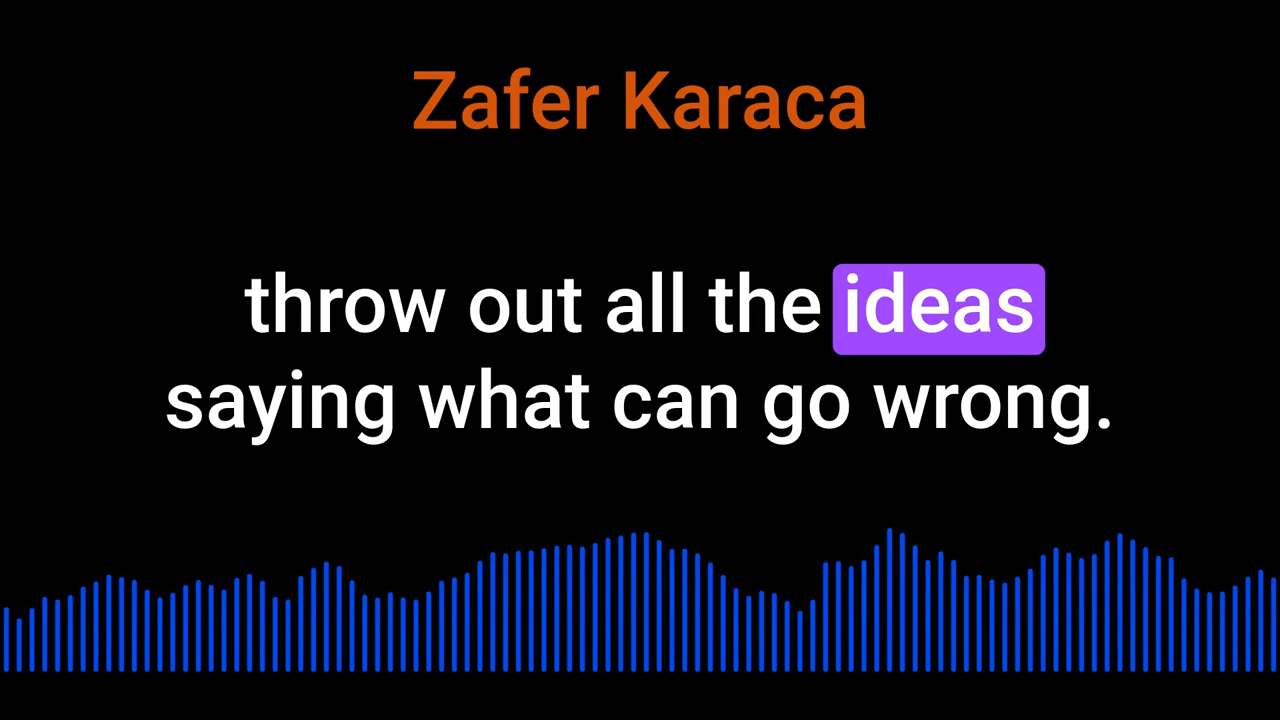 Zafer Karaca
throw out all the ideas
saying what can go wrong.